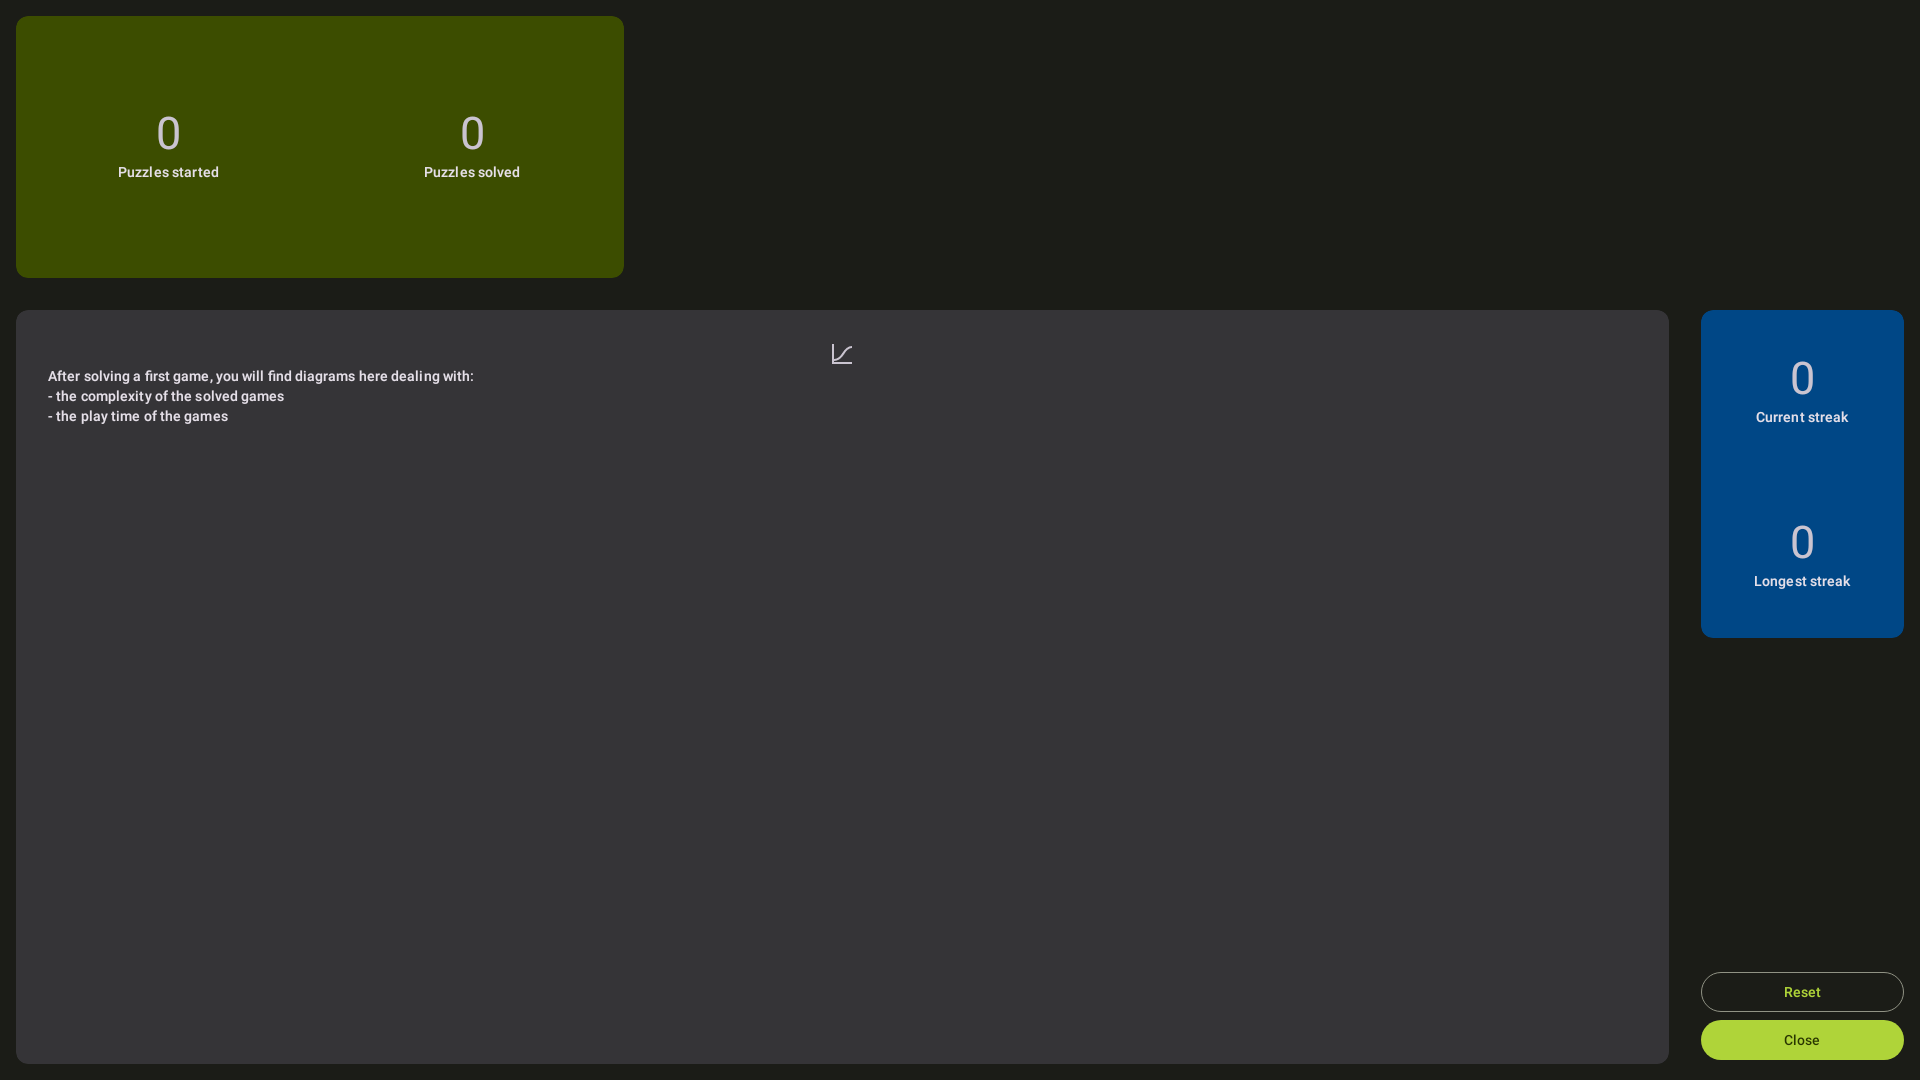 0
Puzzles started
0
Puzzles solved
After solving a first game, you will find diagrams here dealing with:
- the complexity of the solved games
- the play time of the games
0
Current streak
0
Longest streak
Reset
Close